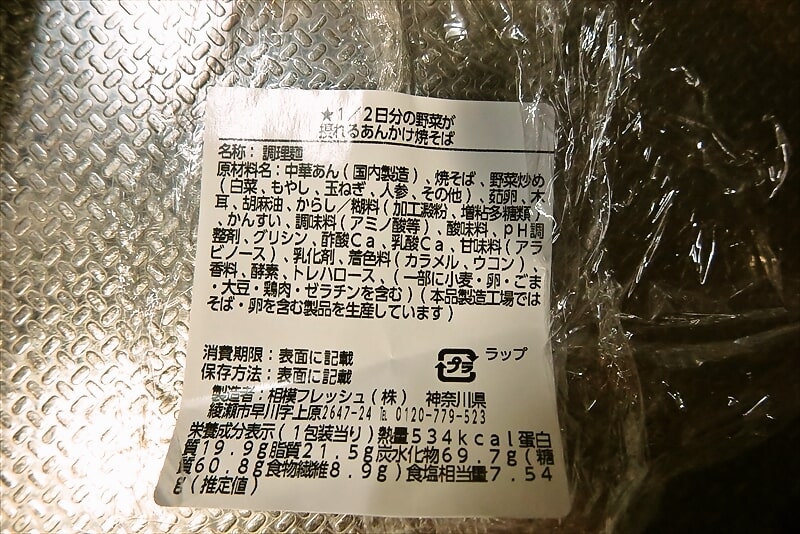 ★1/2日分の野菜が
摂れるあんかけ焼そば
名称：調理麺
原材料名：中華あん(国内製造)、焼そば、野菜炒め
(白菜、もやし、玉ねぎ、人参、その他)、茹卵、木
耳、胡麻油、からし／糊料(加工澱粉、増粘多糖類)
、かんすい、調味料(アミノ酸等)、酸味料、pH調
整剤、グリシン、酢酸Ca、乳酸Ca、甘味料(アラ
ビノース)、乳化剤、着色料(カラメル、ウコン)、
香料、酵素、トレハロース、(一部に小麦・卵・ごま
・大豆・鶏肉・ゼラチンを含む)(本品製造工場では
そば・卵を含む製品を生産しています)
消費期限：表面に記載
プラ ラップ
保存方法：表面に記載
製造者：相模フレッシュ(株) 神奈川県
綾瀬市早川字上原2647-24 ℡ 0120-779-523
栄養成分表示(1包装当り)熱量534kcal蛋白
質19.9g脂質21.5g炭水化物69.7g(糖
質60.8g食物繊維8.9g)食塩相当量7.54
g(推定値)